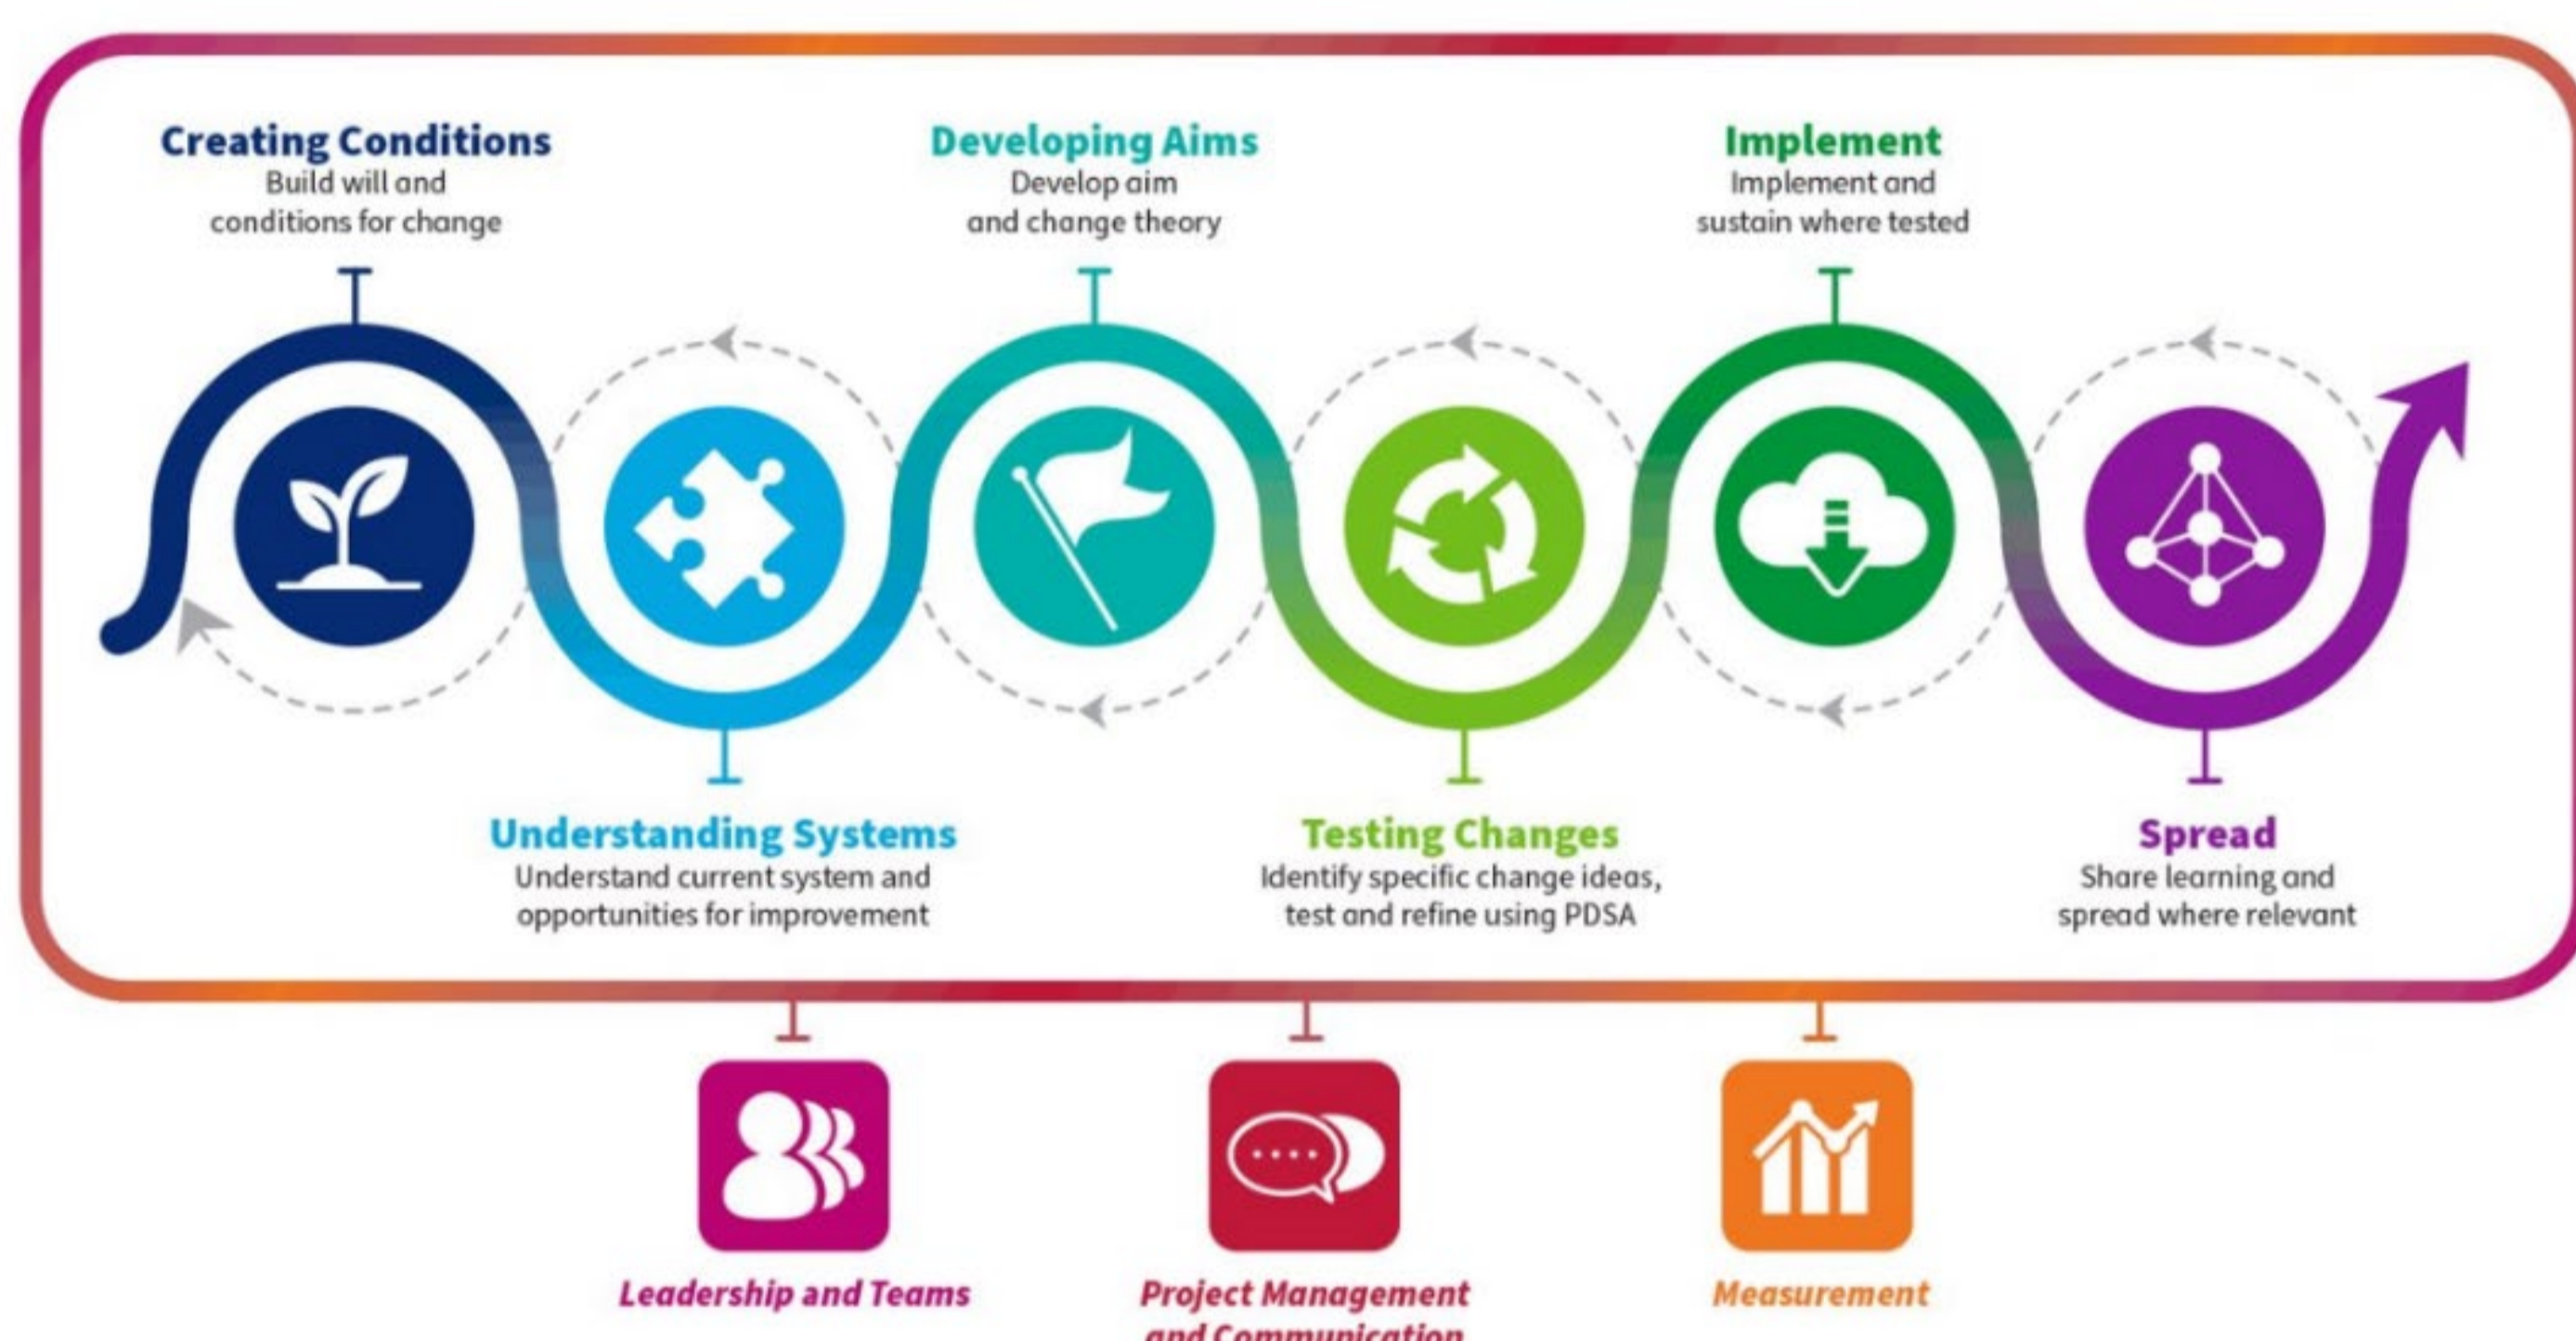 Creating Conditions
Build will and
conditions for change
Developing Aims
Develop aim
and change theory
Implement
Implement and
sustain where tested
Understanding Systems
Understand current system and
opportunities for improvement
Testing Changes
Identify specific change ideas,
test and refine using PDSA
Spread
Share learning and
spread where relevant
Leadership and Teams
Project Management
and Communication
Measurement